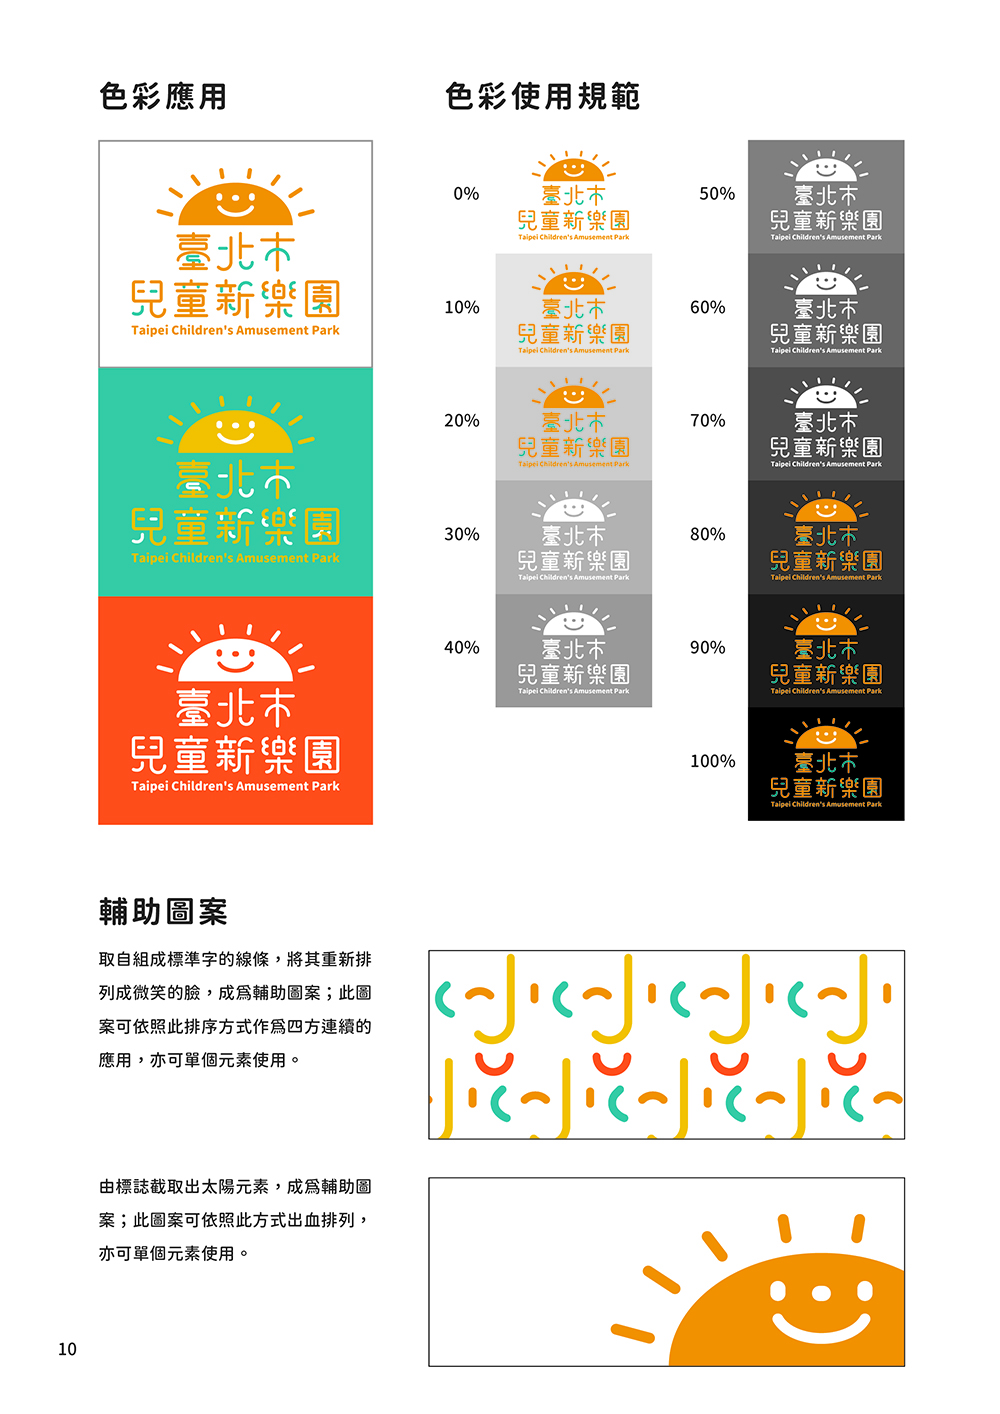 色彩應用
臺北市
兒童新樂園
Taipei Children's Amusement Park
臺北市
兒童新樂園
Taipei Children's Amusement Park
臺北市
兒童新樂園
Taipei Children's Amusement Park
色彩使用規範
0%
臺北市
兒童新樂園
Taipei Children's Amusement Park
10%
臺北市
兒童新樂園
Taipei Children's Amusement Park
20%
臺北市
兒童新樂園
Taipei Children's Amusement Park
30%
臺北市
兒童新樂園
Taipei Children's Amusement Park
40%
臺北市
兒童新樂園
Taipei Children's Amusement Park
50%
臺北市
兒童新樂園
Taipei Children's Amusement Park
60%
臺北市
兒童新樂園
Taipei Children's Amusement Park
70%
臺北市
兒童新樂園
Taipei Children's Amusement Park
80%
臺北市
兒童新樂園
Taipei Children's Amusement Park
90%
臺北市
兒童新樂園
Taipei Children's Amusement Park
100%
臺北市
兒童新樂園
Taipei Children's Amusement Park
輔助圖案
取自組成標準字的線條，將其重新排
列成微笑的臉，成爲輔助圖案；此圖
案可依照此排序方式作爲四方連續的
應用，亦可單個元素使用。
由標誌截取出太陽元素，成爲輔助圖
案；此圖案可依照此方式出血排列，
亦可單個元素使用。
10